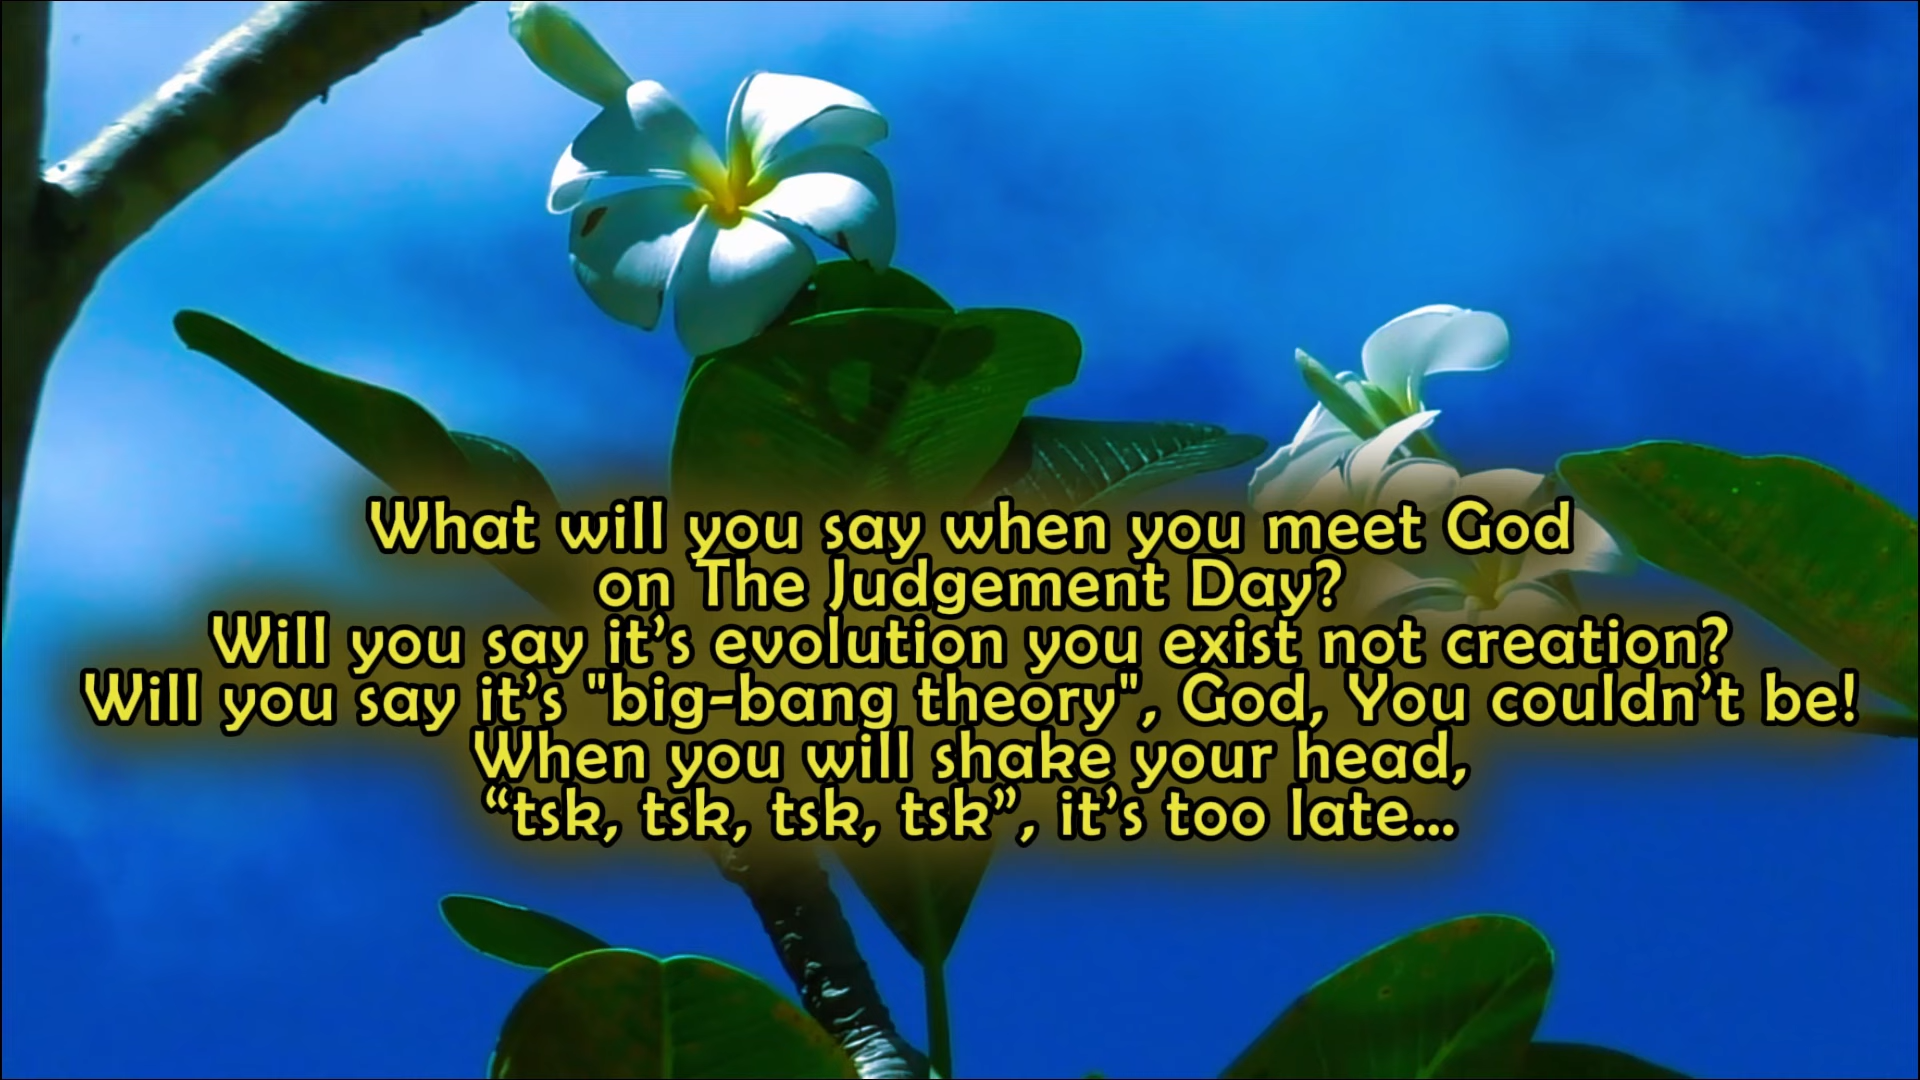 What will you say when you meet God
on The Judgement Day?
Will you say it’s evolution you exist not creation?
Will you say it’s "big-bang theory", God, You couldn’t be!
When you will shake your head,
“tsk, tsk, tsk, tsk”, it’s too late...